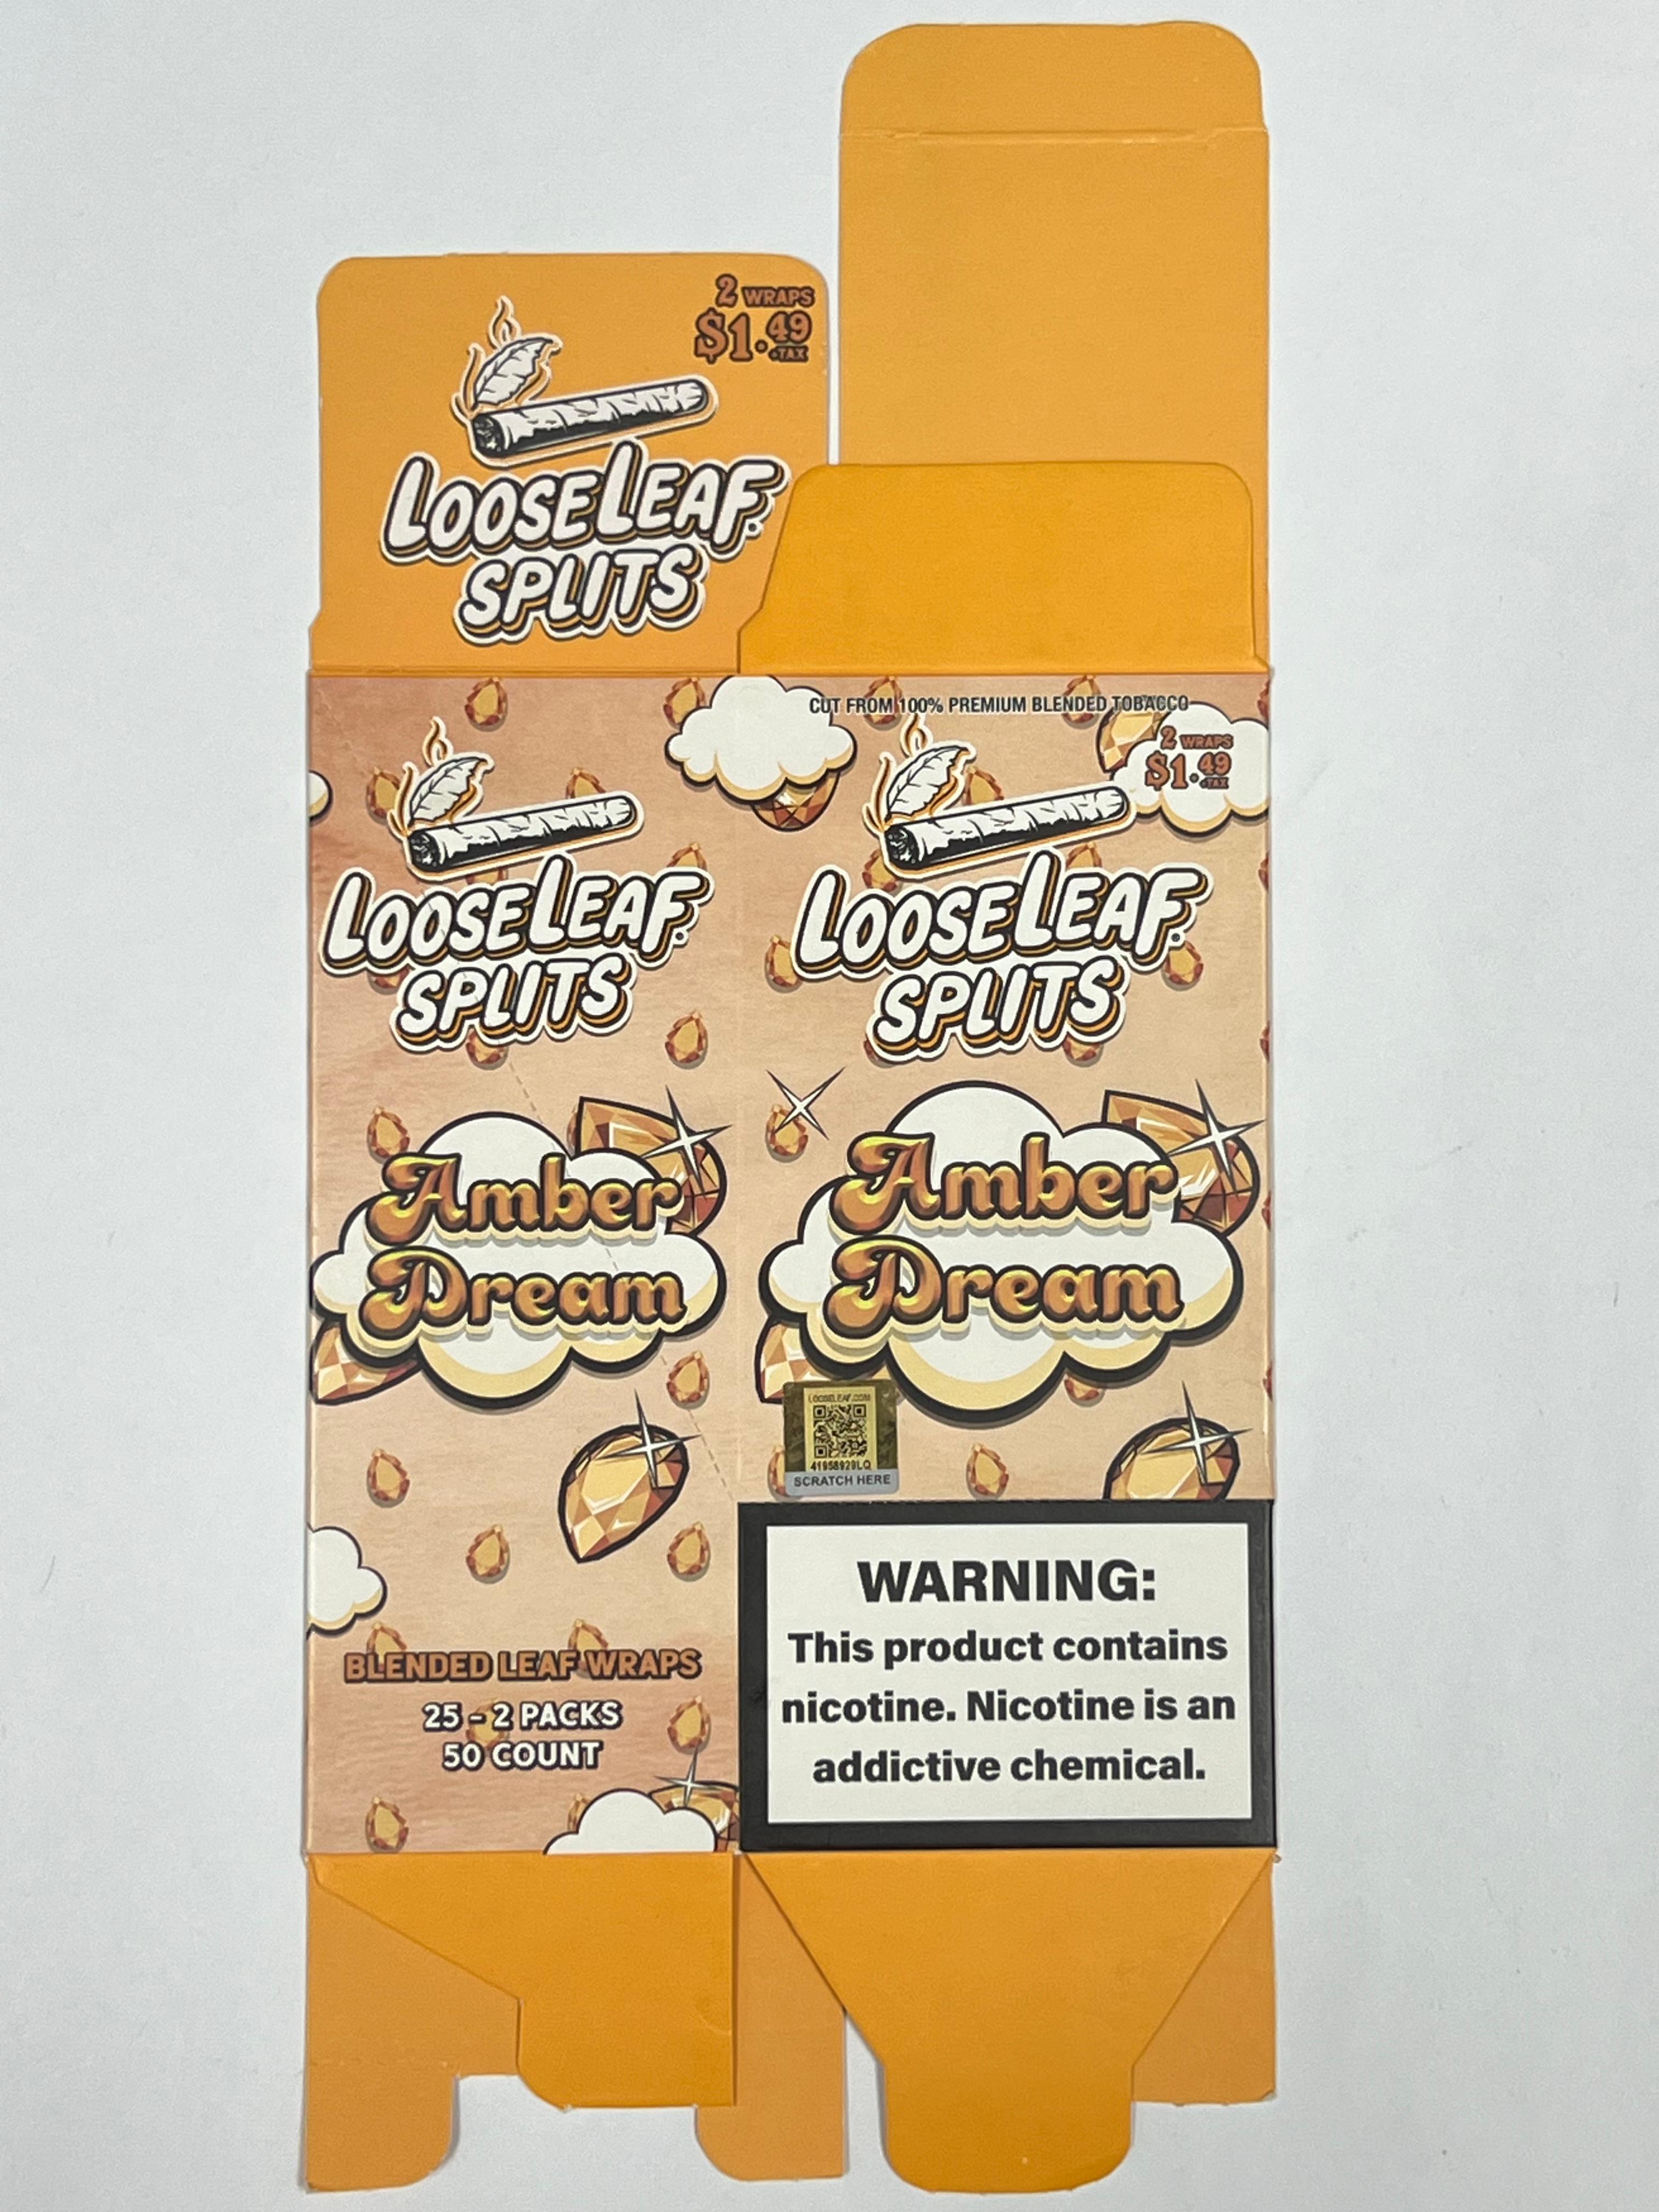 2 WRAPS
$1.49
+TAX
LOOSELEAF
SPLITS
LOOSELEAF
SPLITS
Amber
Dream
BLENDED LEAF WRAPS
25 - 2 PACKS
50 COUNT
CUT FROM 100% PREMIUM BLENDED TOBACCO
2 WRAPS
$1.49
+TAX
LOOSELEAF
SPLITS
Amber
Dream
LOOSELEAF.COM
41958929LQ
SCRATCH HERE
WARNING:
This product contains
nicotine. Nicotine is an
addictive chemical.